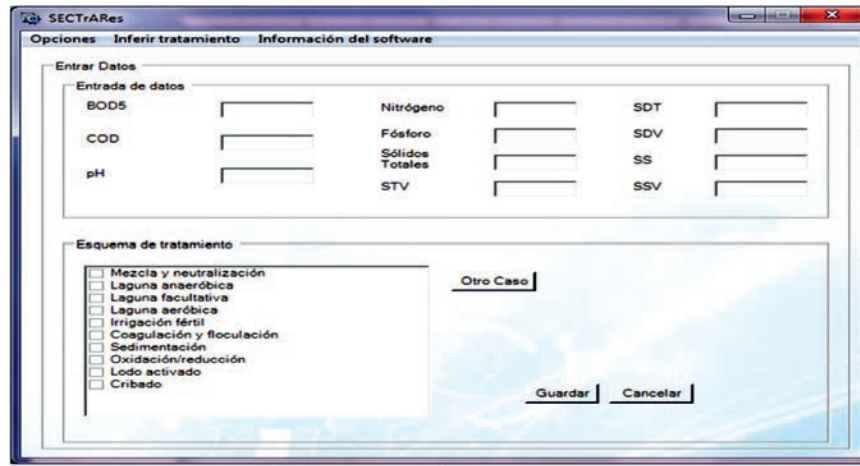 SECTrARes
Opciones Inferir tratamiento Información del software
Entrar Datos
Entrada de datos
BOD5
COD
pH
Nitrógeno
Fósforo
Sólidos
Totales
STV
SDT
SDV
SS
SSV
Esquema de tratamiento
Mezcla y neutralización
Laguna anaeróbica
Laguna facultativa
Laguna aeróbica
Irrigación fértil
Coagulación y floculación
Sedimentación
Oxidación/reducción
Lodo activado
Cribado
Otro Caso
Guardar Cancelar